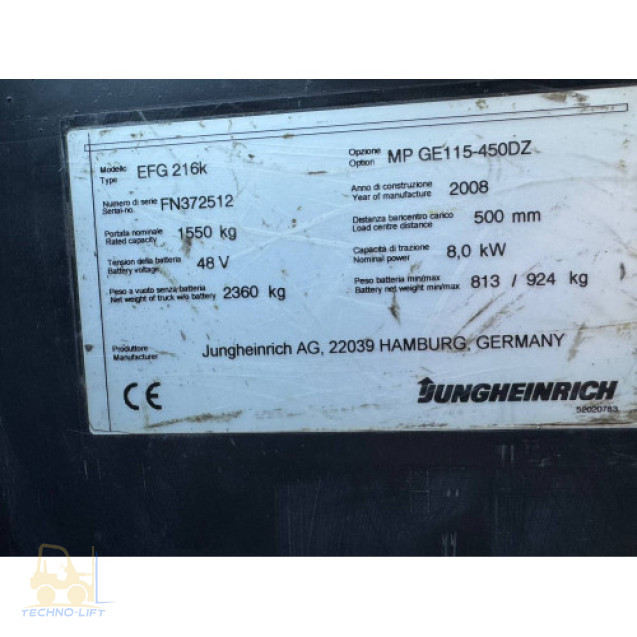 Modello
Type
EFG 216k
Opzione
Option
MP GE115-450DZ
Numero di serie
Serial-no.
FN372512
Anno di construzione
Year of manufacture
2008
Portata nominale
Rated capacity
1550 kg
Distanza baricentro carico
Load centre distance
500 mm
Tension della batteria
Battery voltage
48 V
Capacità di trazione
Nominal power
8,0 kW
Peso a vuoto senza batteria
Net weight of truck w/o battery
2360 kg
Peso batteria min/max
Battery net weight min/max
813 / 924 kg
Produttore
Manufacturer
Jungheinrich AG, 22039 HAMBURG, GERMANY
CE
JUNGHEINRICH
52020783
TECHNO-LIFT